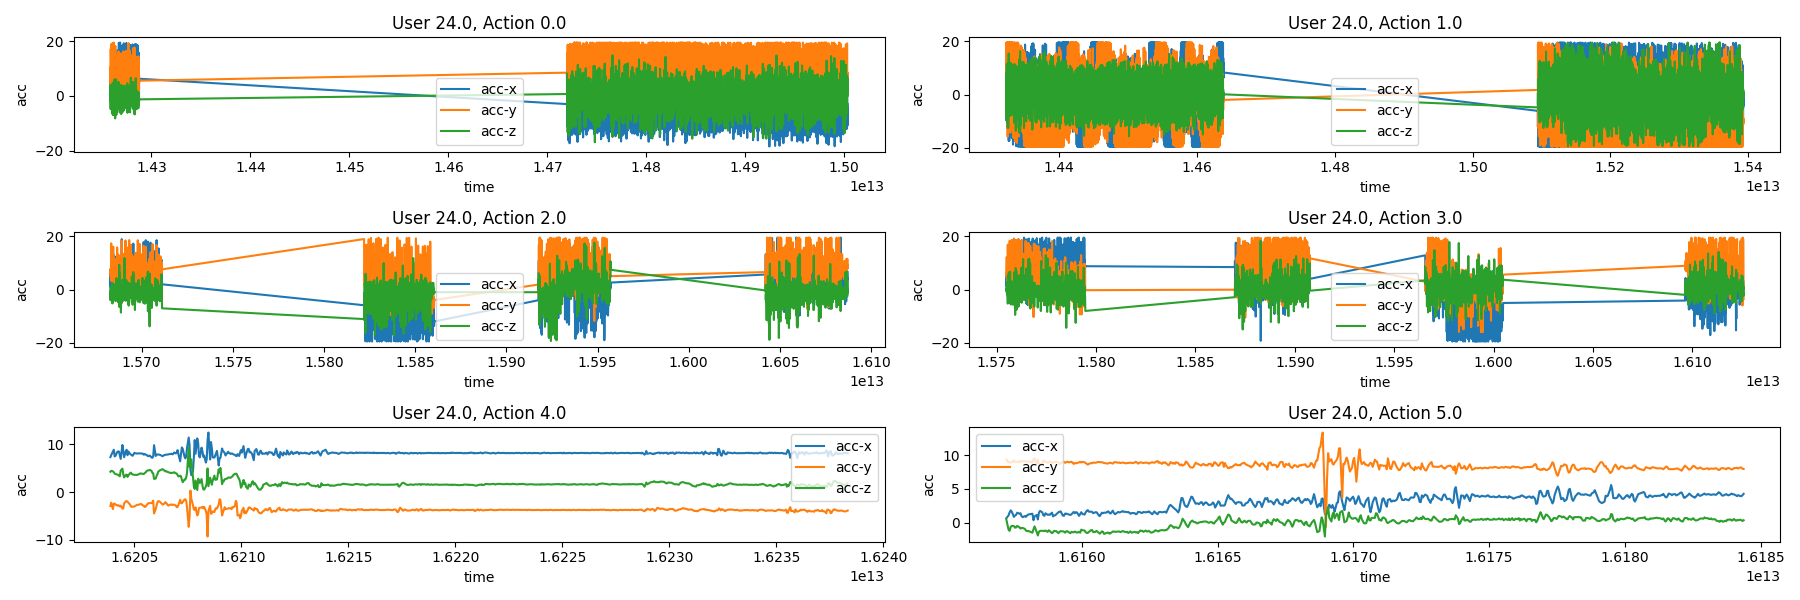 User 24.0, Action 0.0
20
0
−20
acc
acc-x
acc-y
acc-z
1.43 1.44 1.45 1.46 1.47 1.48 1.49 1.50
1e13
time
User 24.0, Action 1.0
20
0
−20
acc
acc-x
acc-y
acc-z
1.44 1.46 1.48 1.50 1.52 1.54
1e13
time
User 24.0, Action 2.0
20
0
−20
acc
acc-x
acc-y
acc-z
1.570 1.575 1.580 1.585 1.590 1.595 1.600 1.605 1.610
1e13
time
User 24.0, Action 3.0
20
0
−20
acc
acc-x
acc-y
acc-z
1.575 1.580 1.585 1.590 1.595 1.600 1.605 1.610
1e13
time
User 24.0, Action 4.0
10
0
−10
acc
acc-x
acc-y
acc-z
1.6205 1.6210 1.6215 1.6220 1.6225 1.6230 1.6235 1.6240
1e13
time
User 24.0, Action 5.0
10
5
0
acc
acc-x
acc-y
acc-z
1.6160 1.6165 1.6170 1.6175 1.6180 1.6185
1e13
time